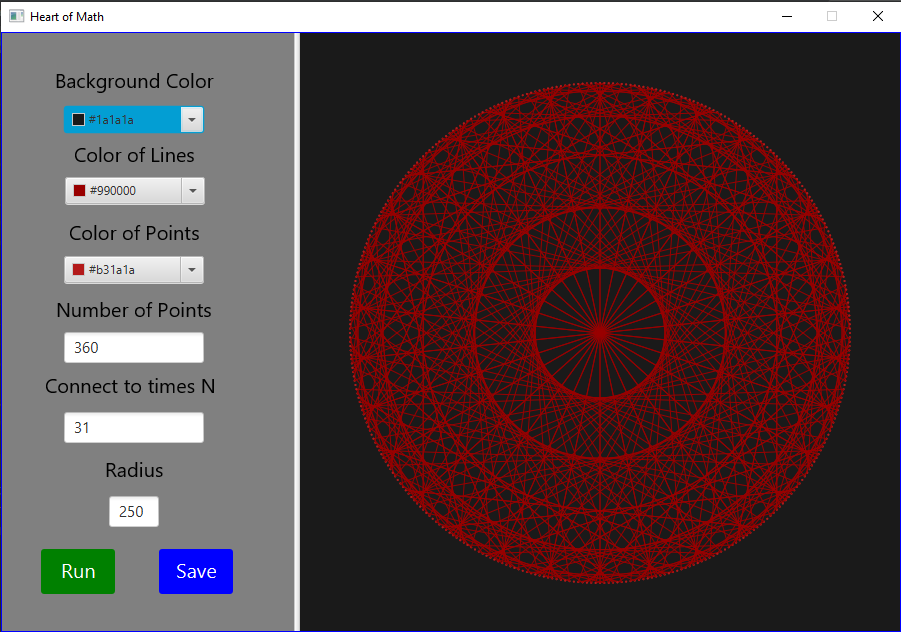 Heart of Math
Background Color
#1a1a1a
Color of Lines
#990000
Color of Points
#b31a1a
Number of Points
360
Connect to times N
31
Radius
250
Run
Save